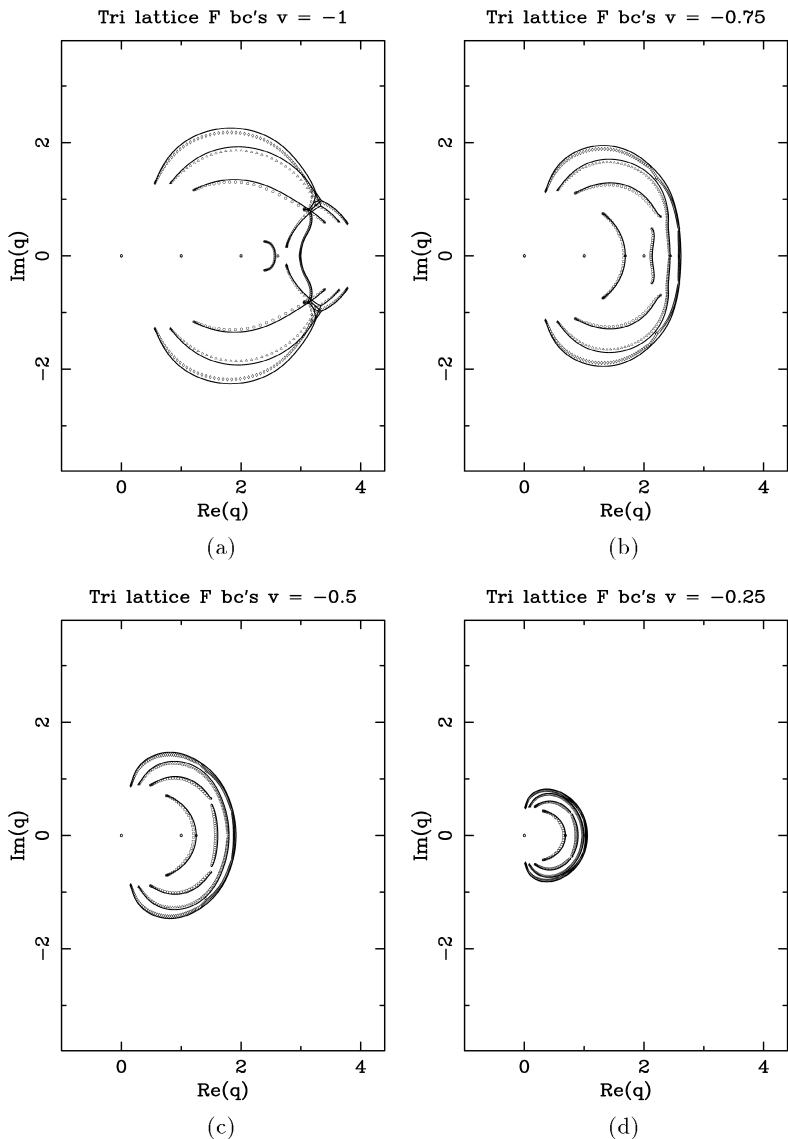 Tri lattice F bc's v = −1
Tri lattice F bc's v = −0.75
Im(q)
2
0
−2
0
2
4
Re(q)
(a)
Im(q)
2
0
−2
0
2
4
Re(q)
(b)
Tri lattice F bc's v = −0.5
Tri lattice F bc's v = −0.25
Im(q)
2
0
−2
0
2
4
Re(q)
(c)
Im(q)
2
0
−2
0
2
4
Re(q)
(d)